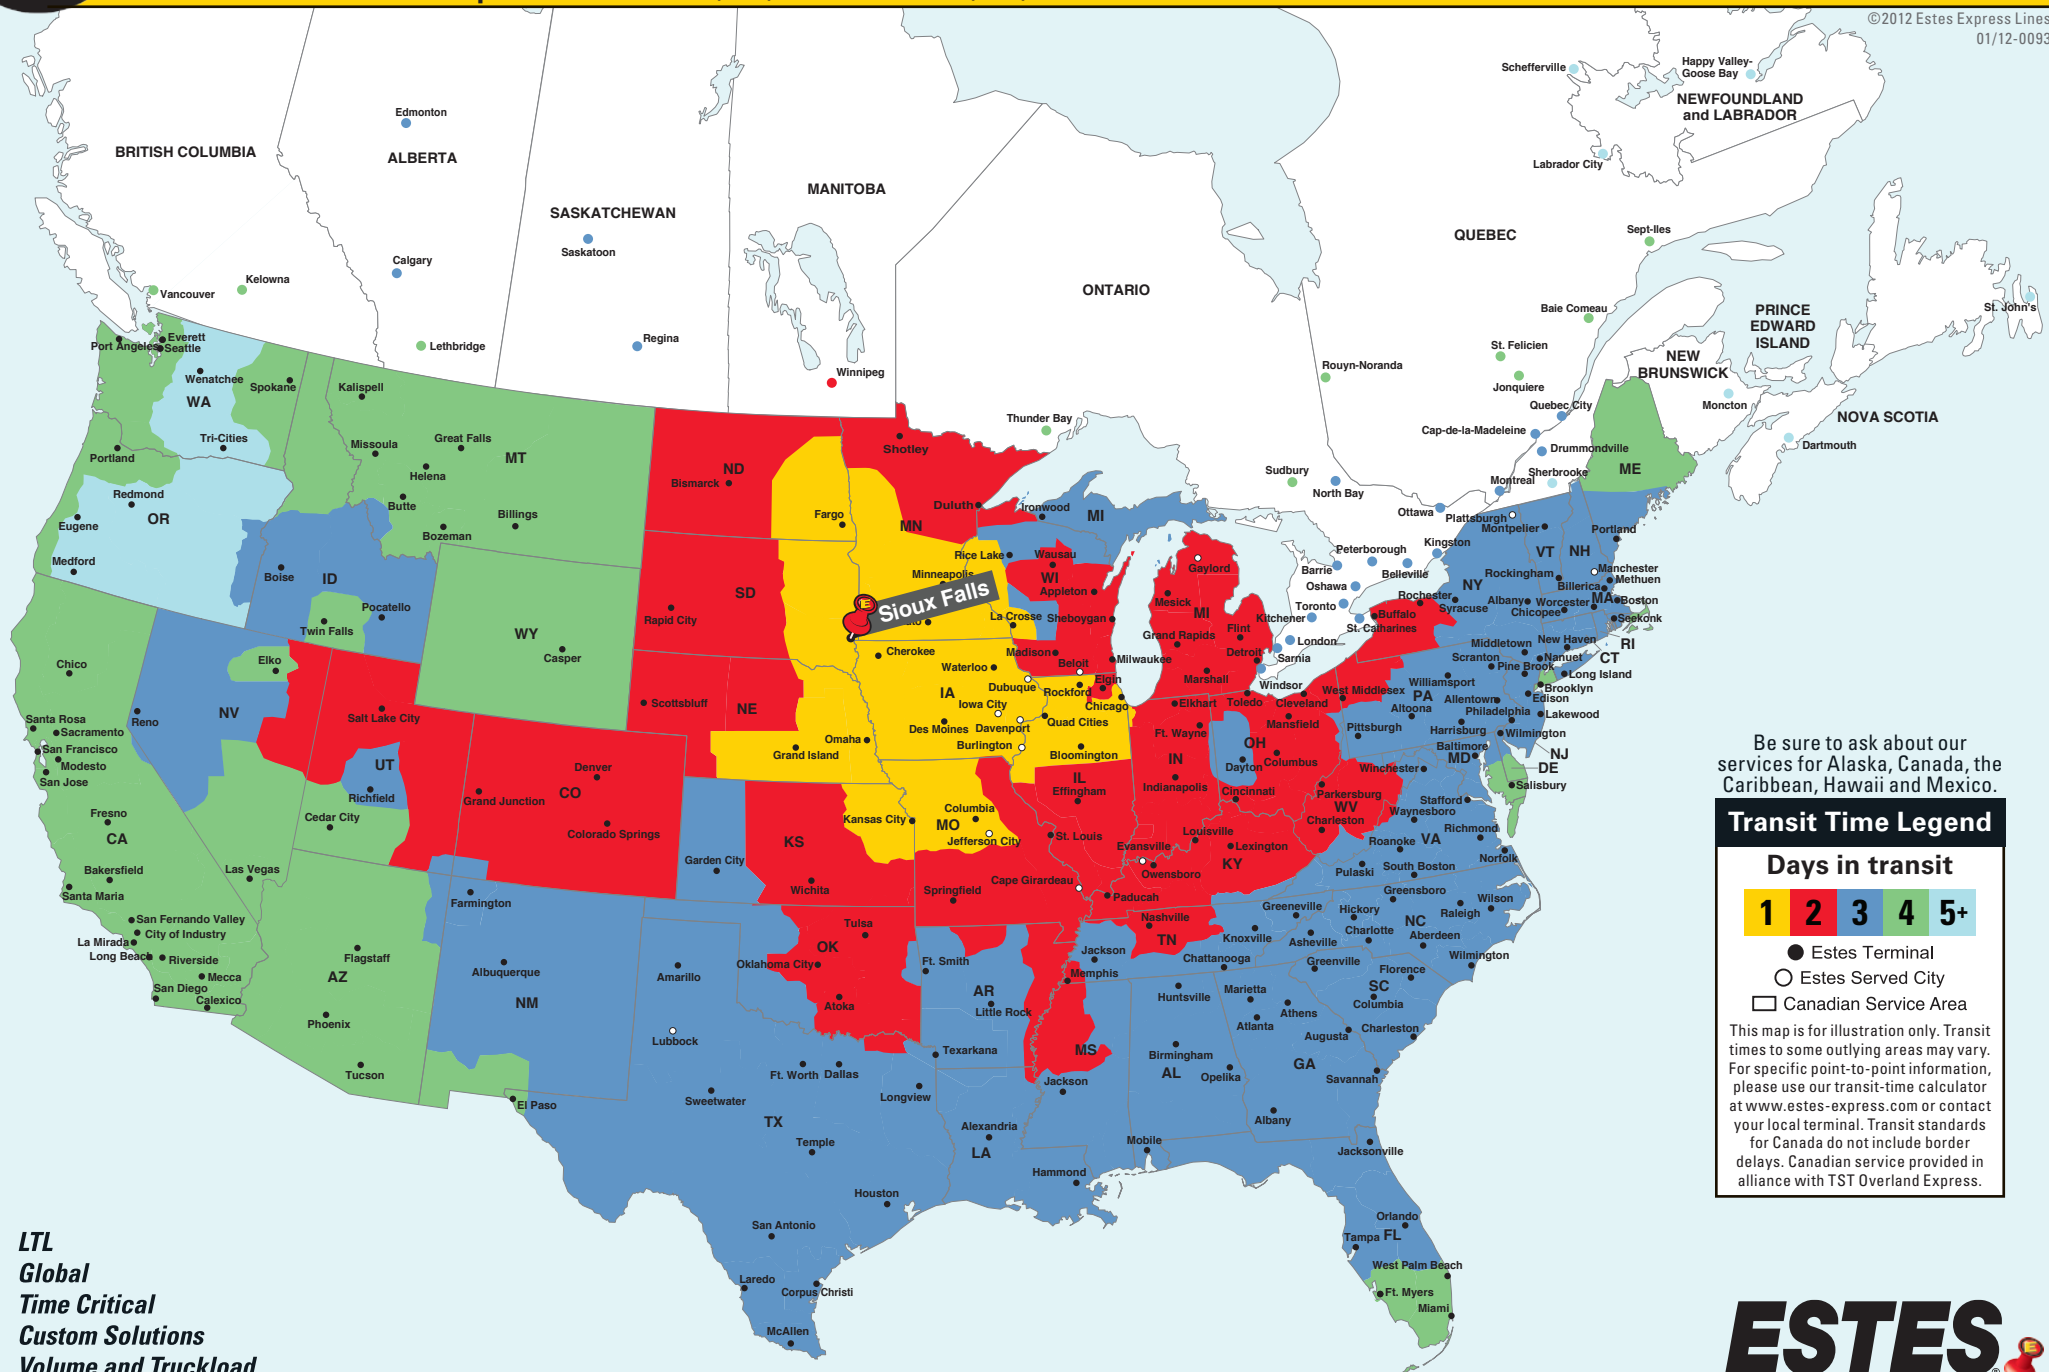 ©2012 Estes Express Lines
01/12-0093
Schefferville
Happy Valley-
Goose Bay
NEWFOUNDLAND
and LABRADOR
Labrador City
Edmonton
BRITISH COLUMBIA
ALBERTA
MANITOBA
SASKATCHEWAN
Saskatoon
QUEBEC
Sept-Iles
Calgary
Kelowna
Vancouver
ONTARIO
Baie Comeau
St. John's
PRINCE
EDWARD
ISLAND
Regina
Lethbridge
Winnipeg
St. Felicien
Jonquiere
Rouyn-Noranda
NEW
BRUNSWICK
Moncton
NOVA SCOTIA
Dartmouth
Thunder Bay
Quebec City
Cap-de-la-Madeleine
Drummondville
Sherbrooke
Montreal
Sudbury
North Bay
Ottawa
Kingston
Peterborough
Belleville
Barrie
Oshawa
Toronto
Kitchener
St. Catharines
London
Sarnia
Windsor
Port Angeles
Everett
Seattle
Wenatchee
Spokane
WA
Tri-Cities
Portland
Redmond
OR
Eugene
Medford
Kalispell
Missoula
Great Falls
MT
Helena
Butte
Billings
Bozeman
Boise
ID
Pocatello
Twin Falls
WY
Casper
ND
Bismarck
Fargo
SD
Rapid City
Shotley
Duluth
MN
Minneapolis
Sioux Falls
E
Ironwood
MI
Rice Lake
Wausau
WI
Appleton
La Crosse
Sheboygan
Madison
Beloit
Milwaukee
Gaylord
Mesick
MI
Grand Rapids
Flint
Detroit
Marshall
Cherokee
Waterloo
IA
Dubuque
Iowa City
Des Moines
Davenport
Burlington
Rockford
Elgin
Chicago
Quad Cities
Bloomington
IL
Effingham
Scottsbluff
NE
Omaha
Grand Island
Chico
Santa Rosa
Sacramento
San Francisco
Modesto
San Jose
Fresno
CA
Bakersfield
Santa Maria
San Fernando Valley
City of Industry
La Mirada
Long Beach
Riverside
Mecca
San Diego
Calexico
Elko
Reno
NV
Las Vegas
Salt Lake City
UT
Richfield
Cedar City
Denver
Grand Junction
CO
Colorado Springs
Garden City
KS
Wichita
Kansas City
Columbia
MO
Jefferson City
St. Louis
Cape Girardeau
Springfield
Elkhart
Ft. Wayne
IN
Indianapolis
Evansville
Toledo
Cleveland
Mansfield
OH
Dayton
Columbus
Cincinnati
West Middlesex
Louisville
Lexington
KY
Owensboro
Paducah
Parkersburg
WV
Charleston
Nashville
TN
Jackson
Memphis
Knoxville
Greeneville
Chattanooga
Flagstaff
AZ
Phoenix
Tucson
Farmington
Albuquerque
NM
El Paso
Tulsa
OK
Oklahoma City
Atoka
Amarillo
Lubbock
Ft. Worth
Dallas
Sweetwater
TX
Longview
Temple
Houston
San Antonio
Laredo
Corpus Christi
McAllen
Ft. Smith
AR
Little Rock
Texarkana
Alexandria
LA
Hammond
MS
Jackson
Huntsville
Birmingham
AL
Opelika
Mobile
Marietta
Atlanta
Athens
Augusta
GA
Savannah
Albany
Jacksonville
Orlando
Tampa
FL
West Palm Beach
Ft. Myers
Miami
Hickory
Greensboro
NC
Raleigh
Wilson
Charlotte
Asheville
Aberdeen
Wilmington
Greenville
Florence
SC
Columbia
Charleston
Winchester
Stafford
Waynesboro
Richmond
VA
Roanoke
Norfolk
South Boston
Pulaski
Baltimore
MD
DE
Salisbury
NJ
Wilmington
Williamsport
Scranton
Pine Brook
Allentown
PA
Altoona
Philadelphia
Pittsburgh
Harrisburg
Lakewood
Edison
Brooklyn
Long Island
Nanuet
New Haven
Middletown
CT
RI
Seekonk
Boston
MA
Worcester
Chicopee
Albany
Billerica
Methuen
Manchester
Rockingham
NY
Syracuse
Rochester
Buffalo
Plattsburgh
Montpelier
VT
NH
Portland
ME
Be sure to ask about our
services for Alaska, Canada, the
Caribbean, Hawaii and Mexico.
Transit Time Legend
Days in transit
1 2 3 4 5+
Estes Terminal
Estes Served City
Canadian Service Area
This map is for illustration only. Transit
times to some outlying areas may vary.
For specific point-to-point information,
please use our transit-time calculator
at www.estes-express.com or contact
your local terminal. Transit standards
for Canada do not include border
delays. Canadian service provided in
alliance with TST Overland Express.
LTL
Global
Time Critical
Custom Solutions
Volume and Truckload
ESTES
E